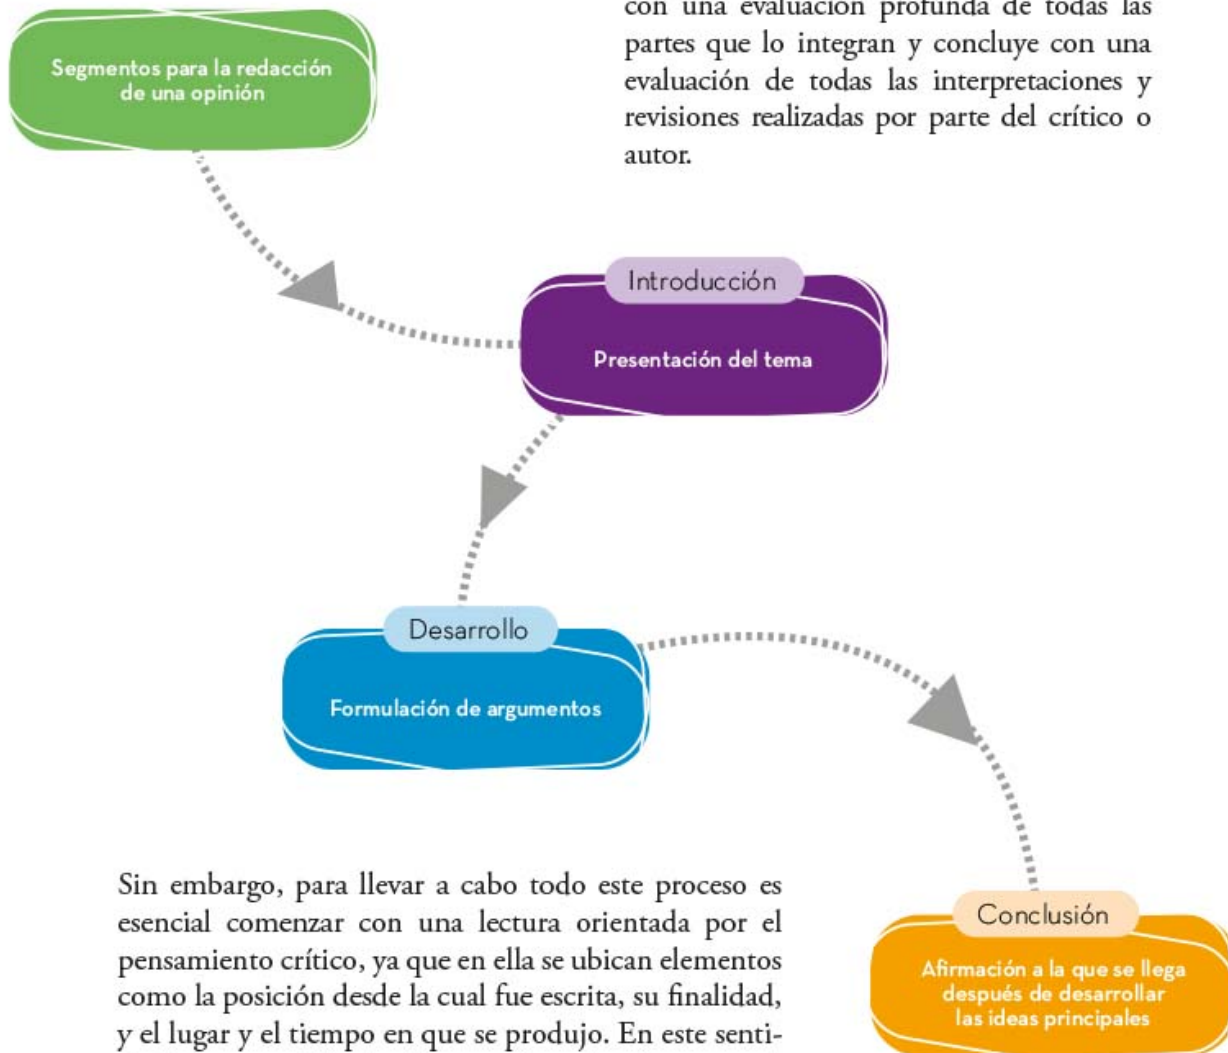 con una evaluación profunda de todas las
partes que lo integran y concluye con una
evaluación de todas las interpretaciones y
revisiones realizadas por parte del crítico o
autor.
Segmentos para la redacción
de una opinión
Introducción
Presentación del tema
Desarrollo
Formulación de argumentos
Conclusión
Afirmación a la que se llega
después de desarrollar
las ideas principales
Sin embargo, para llevar a cabo todo este proceso es
esencial comenzar con una lectura orientada por el
pensamiento crítico, ya que en ella se ubican elementos
como la posición desde la cual fue escrita, su finalidad,
y el lugar y el tiempo en que se produjo. En este senti-